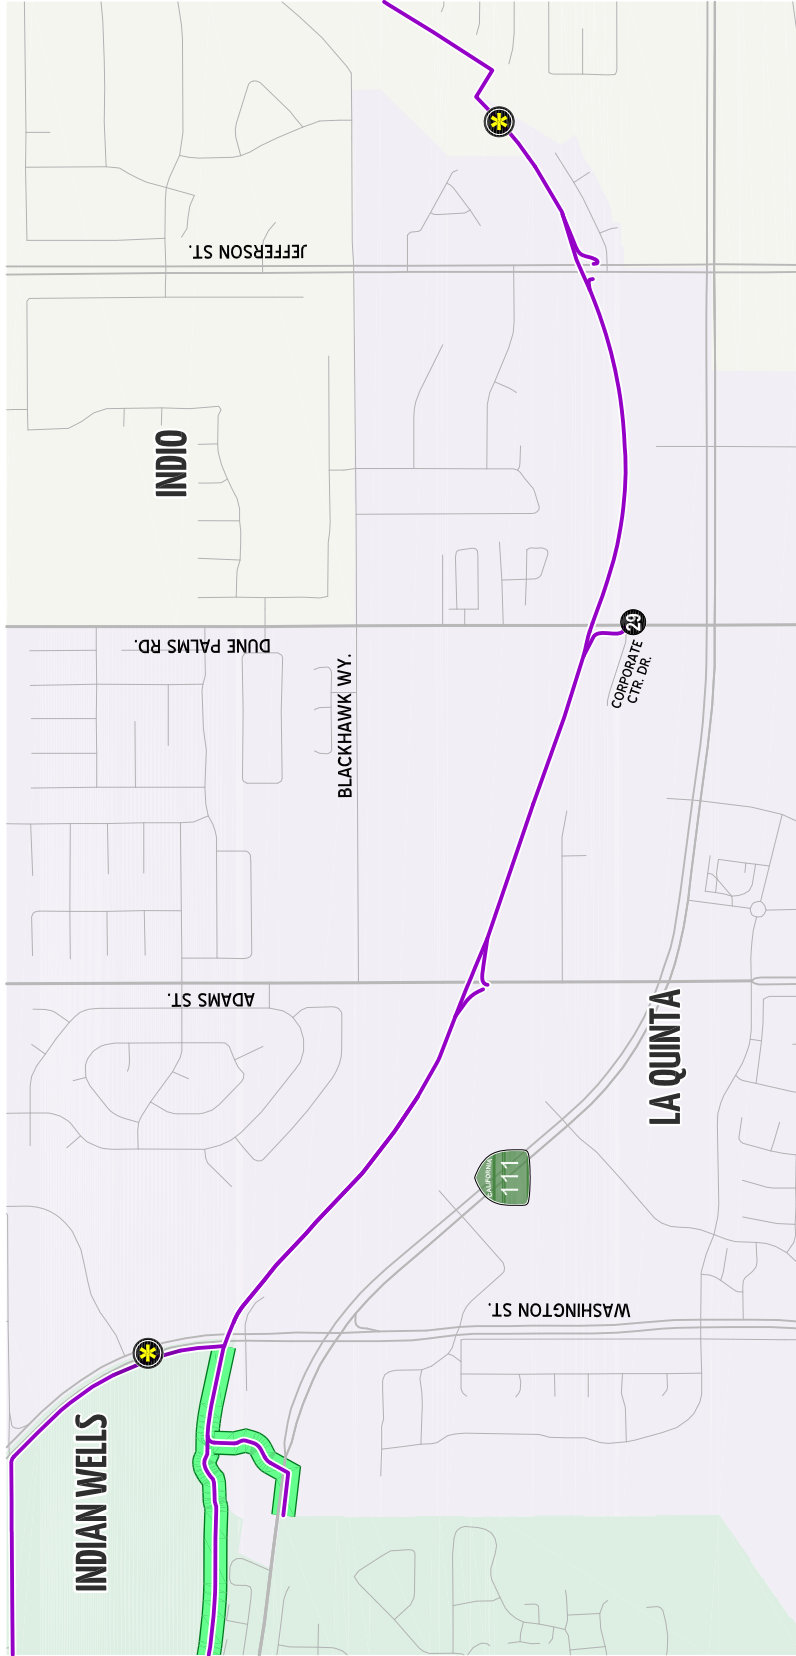 JEFFERSON ST.
INDIO
29
DUNE PALMS RD.
CORPORATE
CTR. DR.
BLACKHAWK WY.
ADAMS ST.
LA QUINTA
CALIFORNIA
111
WASHINGTON ST.
INDIAN WELLS